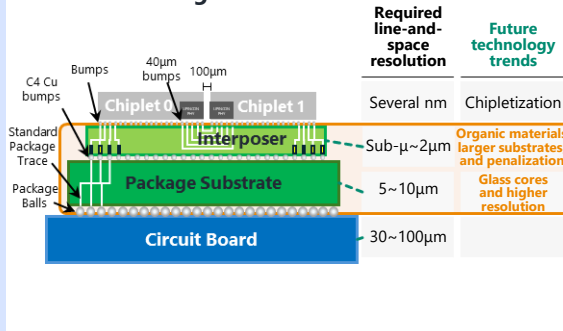 Required
line-and-
space
resolution
Future
technology
trends
Bumps
40µm
bumps
100µm
C4 Cu
bumps
Chiplet 0
Chiplet 1
Several nm
Chipletization
Standard
Package
Trace
Interposer
Sub-µ~2µm
Organic materials,
larger substrates,
and penalization
Package
Balls
Package Substrate
5~10µm
Glass cores
and higher
resolution
Circuit Board
30~100µm